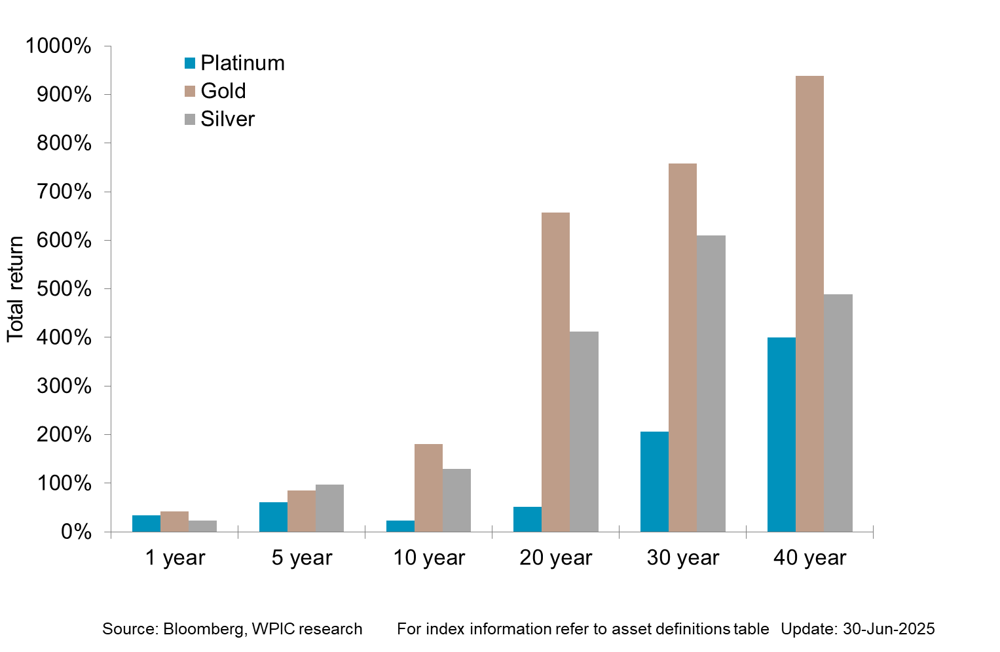 1000%
900%
800%
700%
600%
500%
400%
300%
200%
100%
0%
Total return
Platinum
Gold
Silver
1 year 5 year 10 year 20 year 30 year 40 year
Source: Bloomberg, WPIC research For index information refer to asset definitions table Update: 30-Jun-2025